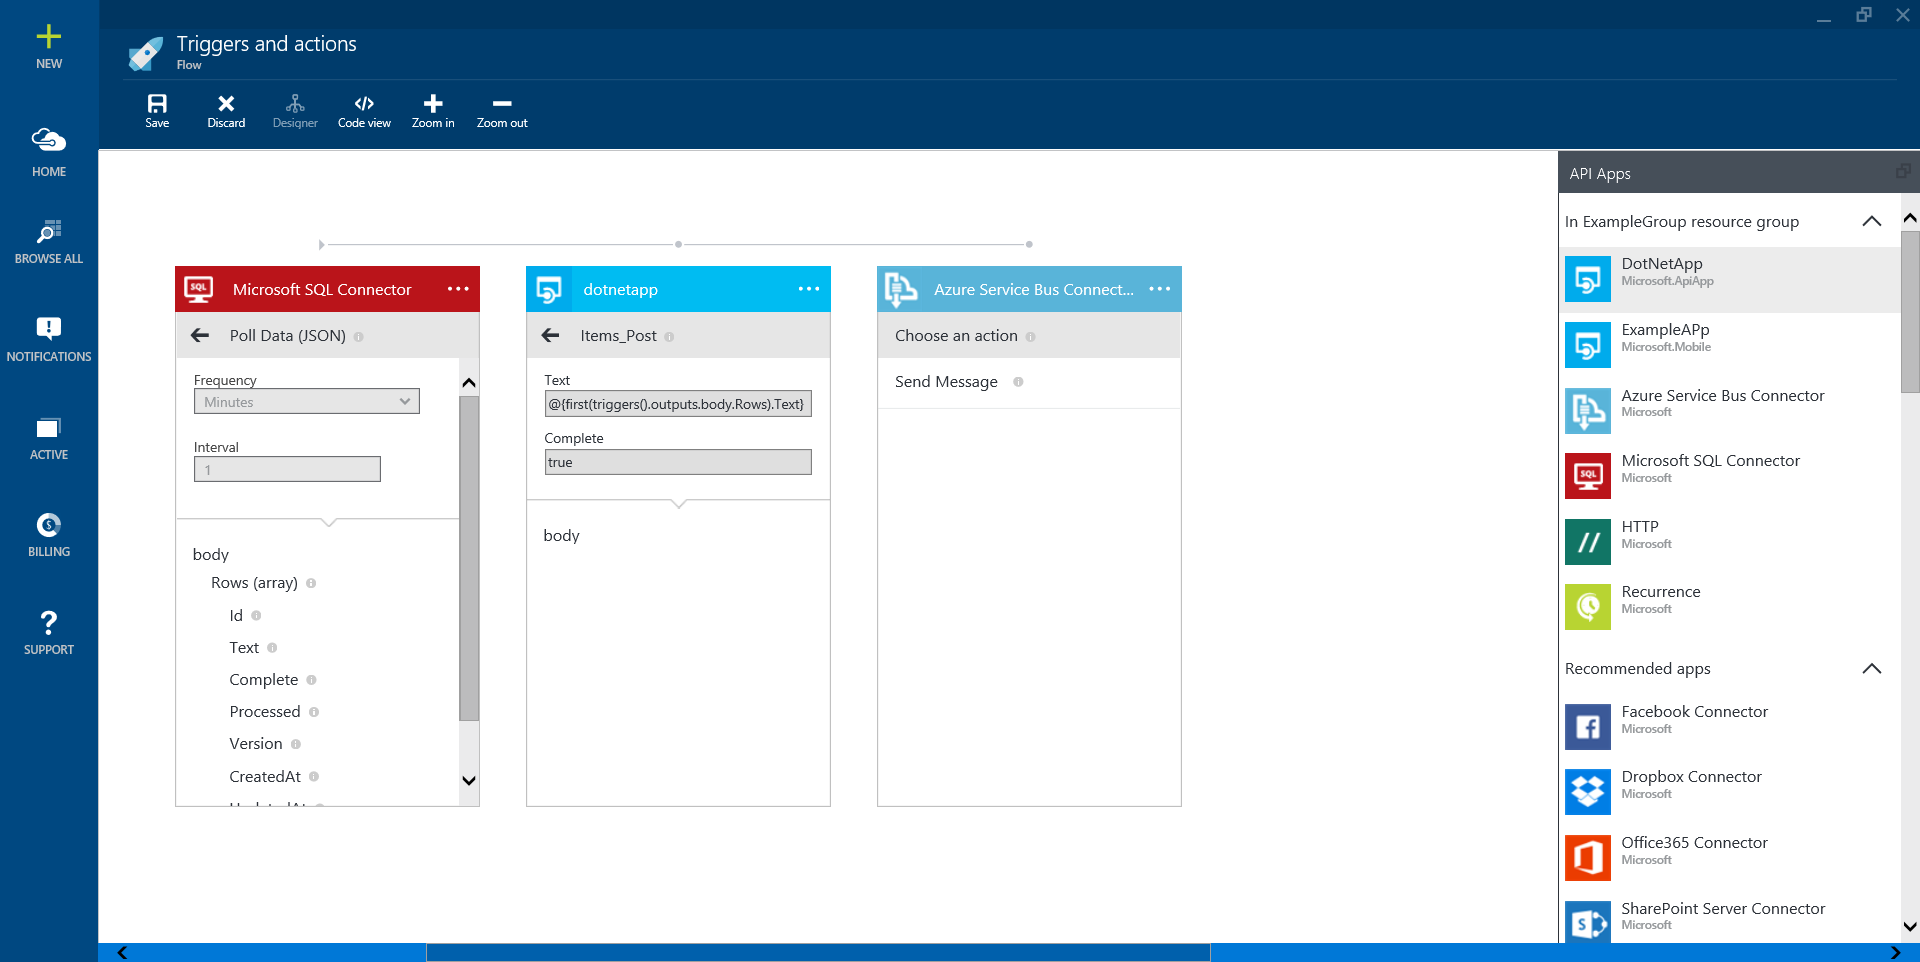 NEW
HOME
BROWSE ALL
NOTIFICATIONS
ACTIVE
BILLING
SUPPORT
Triggers and actions
Flow
Save
Discard
Designer
Code view
Zoom in
Zoom out
Microsoft SQL Connector
Poll Data (JSON)
Frequency
Minutes
Interval
1
body
Rows (array)
Id
Text
Complete
Processed
Version
CreatedAt
UpdatedAt
dotnetapp
Items_Post
Text
@{first(triggers().outputs.body.Rows).Text}
Complete
true
body
Azure Service Bus Connect...
Choose an action
Send Message
API Apps
In ExampleGroup resource group
DotNetApp
Microsoft.ApiApp
ExampleAPp
Microsoft.Mobile
Azure Service Bus Connector
Microsoft
SQL
Microsoft SQL Connector
Microsoft
HTTP
Microsoft
Recurrence
Microsoft
Recommended apps
Facebook Connector
Microsoft
Dropbox Connector
Microsoft
Office365 Connector
Microsoft
SharePoint Server Connector
Microsoft